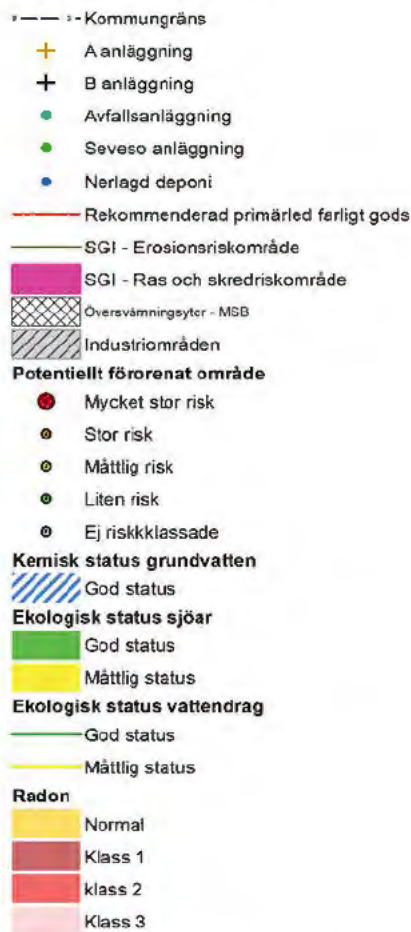 Kommungräns
A anläggning
B anläggning
Avfallsanläggning
Seveso anläggning
Nerlagd deponi
Rekommenderad primärled farligt gods
SGI - Erosionsriskområde
SGI - Ras och skredriskområde
Översvämningsytor - MSB
Industriområden
Potentiellt förorenat område
Mycket stor risk
Stor risk
Måttlig risk
Liten risk
Ej riskkklassade
Kemisk status grundvatten
God status
Ekologisk status sjöar
God status
Måttlig status
Ekologisk status vattendrag
God status
Måttlig status
Radon
Normal
Klass 1
klass 2
Klass 3